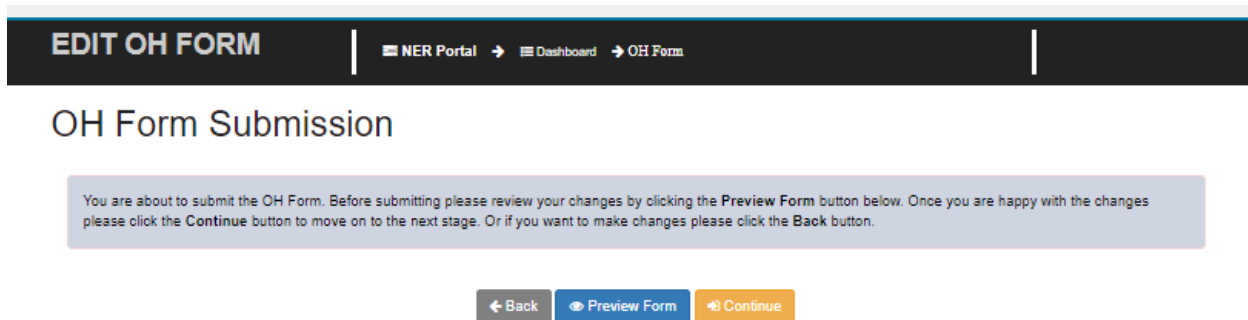 EDIT OH FORM
NER Portal Dashboard OH Form
OH Form Submission
You are about to submit the OH Form. Before submitting please review your changes by clicking the Preview Form button below. Once you are happy with the changes
please click the Continue button to move on to the next stage. Or if you want to make changes please click the Back button.
Back Preview Form Continue